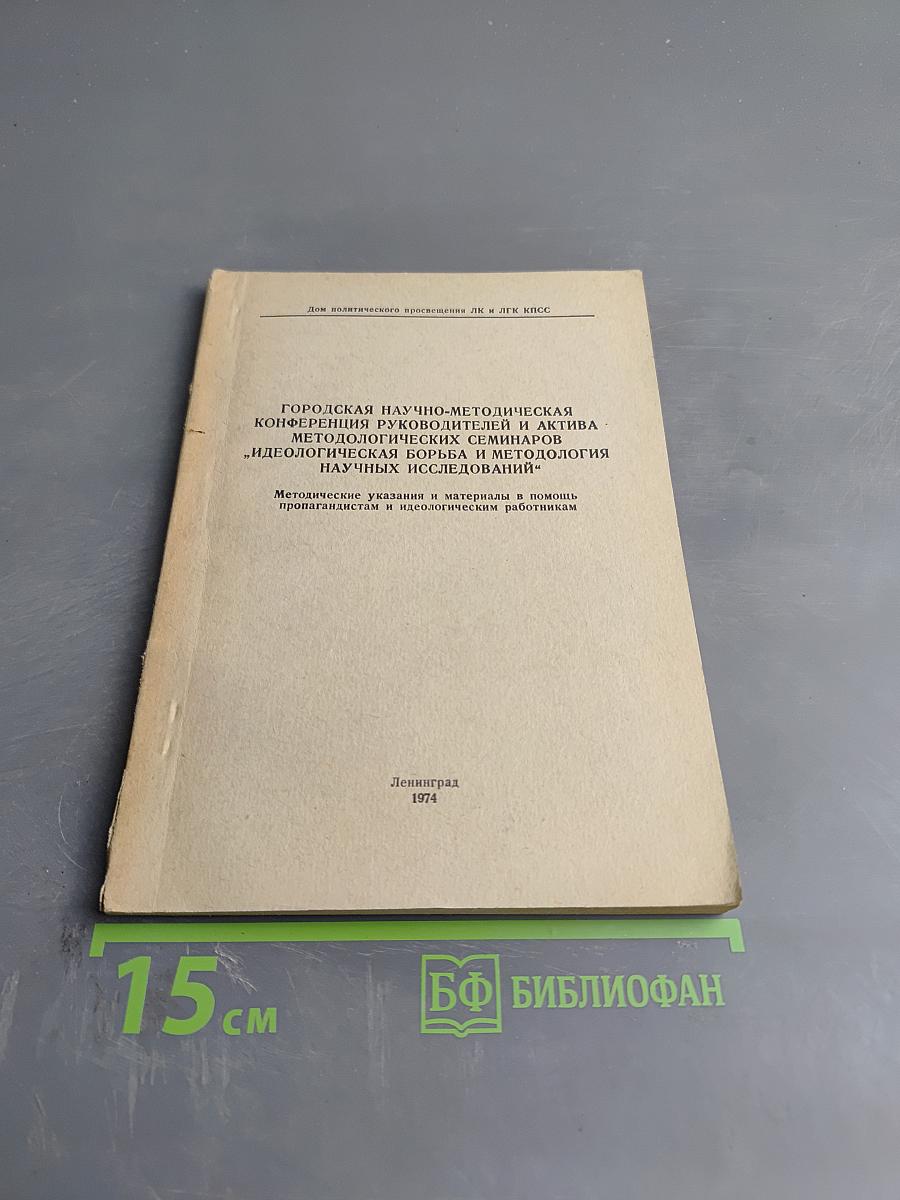 Дом политического просвещения ЛК и ЛГК КПСС
ГОРОДСКАЯ НАУЧНО-МЕТОДИЧЕСКАЯ
КОНФЕРЕНЦИЯ РУКОВОДИТЕЛЕЙ И АКТИВА
МЕТОДОЛОГИЧЕСКИХ СЕМИНАРОВ
„ИДЕОЛОГИЧЕСКАЯ БОРЬБА И МЕТОДОЛОГИЯ
НАУЧНЫХ ИССЛЕДОВАНИЙ“
Методические указания и материалы в помощь
пропагандистам и идеологическим работникам
Ленинград
1974
15 см
БФ БИБЛИОФАН